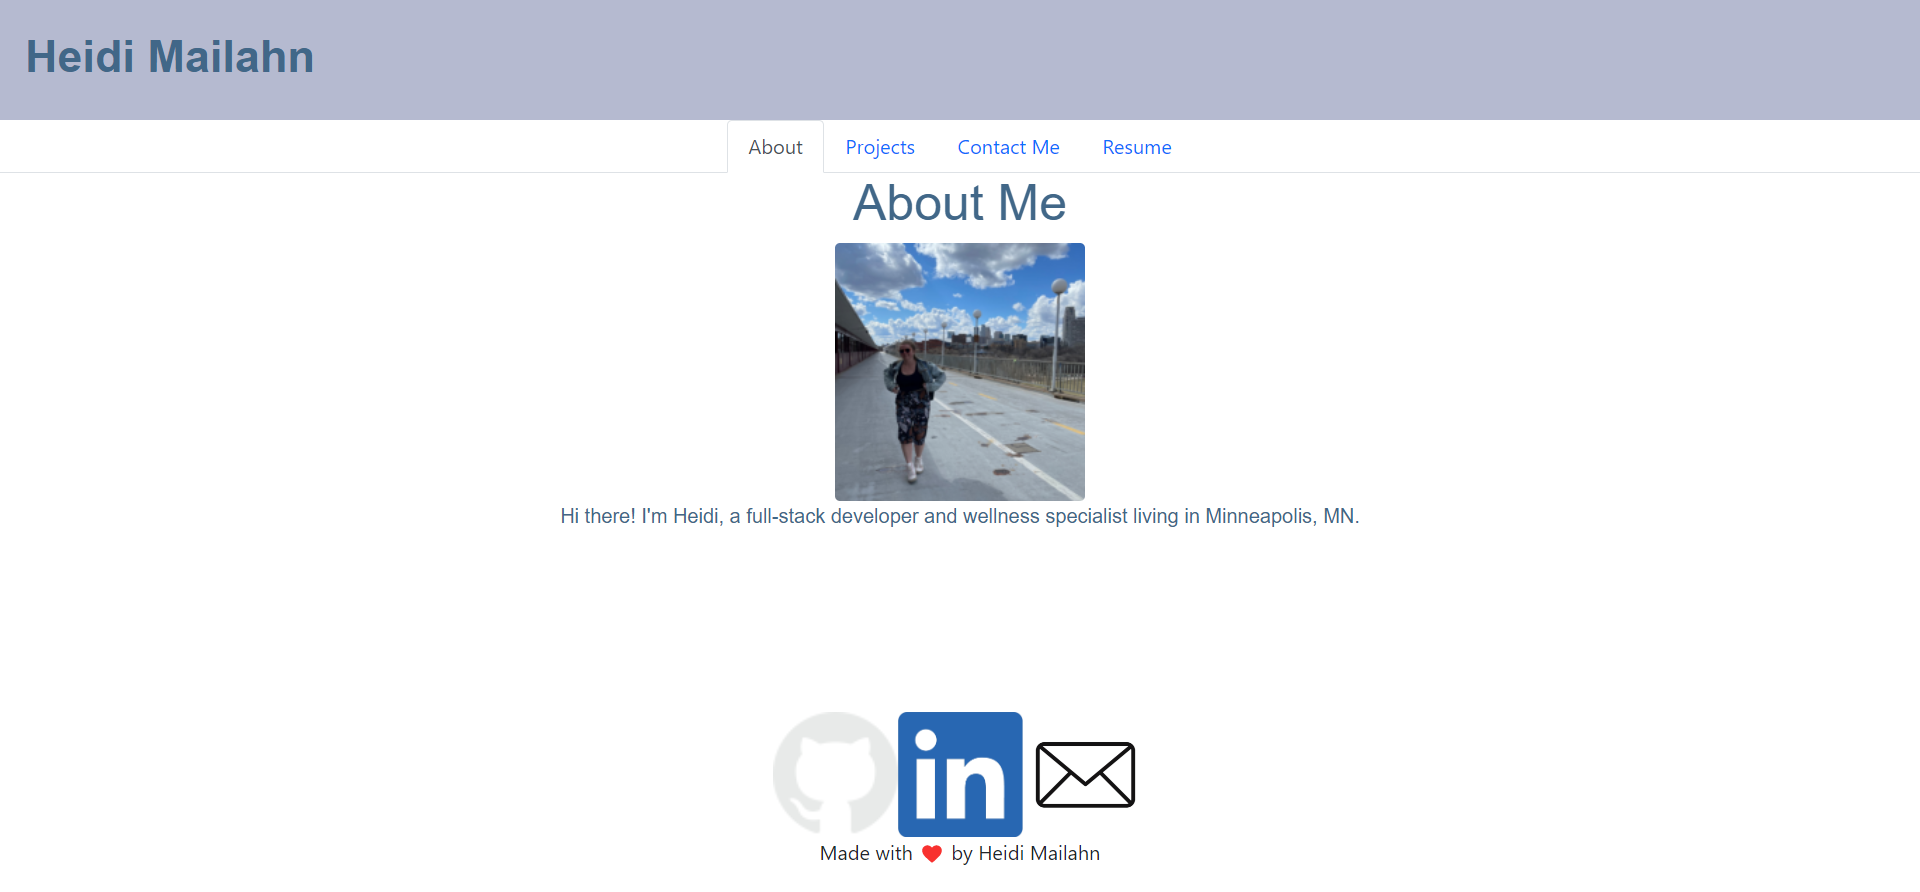 Heidi Mailahn
About Projects Contact Me Resume
About Me
Hi there! I'm Heidi, a full-stack developer and wellness specialist living in Minneapolis, MN.
in
Made with ❤ by Heidi Mailahn